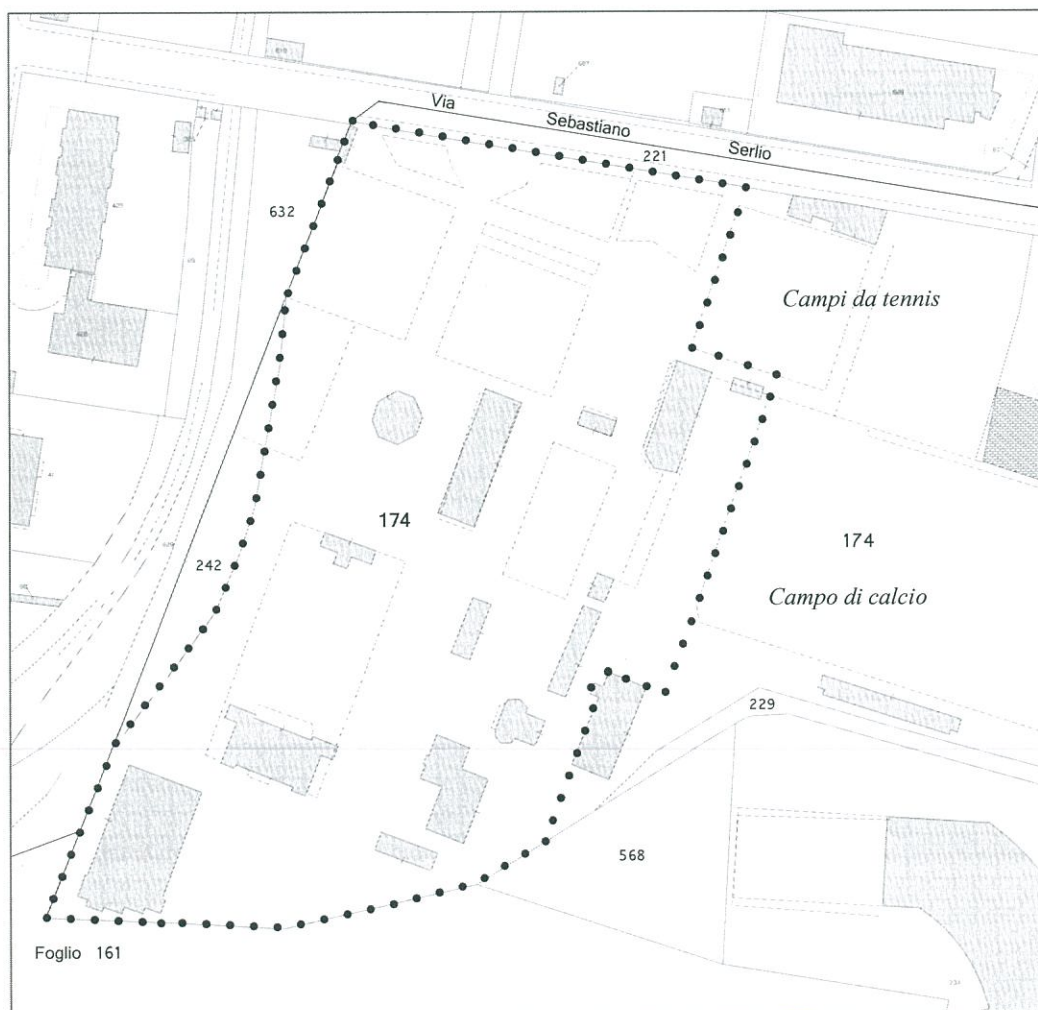 Via Sebastiano Serlio
221
632
Campi da tennis
174
174
242
Campo di calcio
229
568
Foglio 161